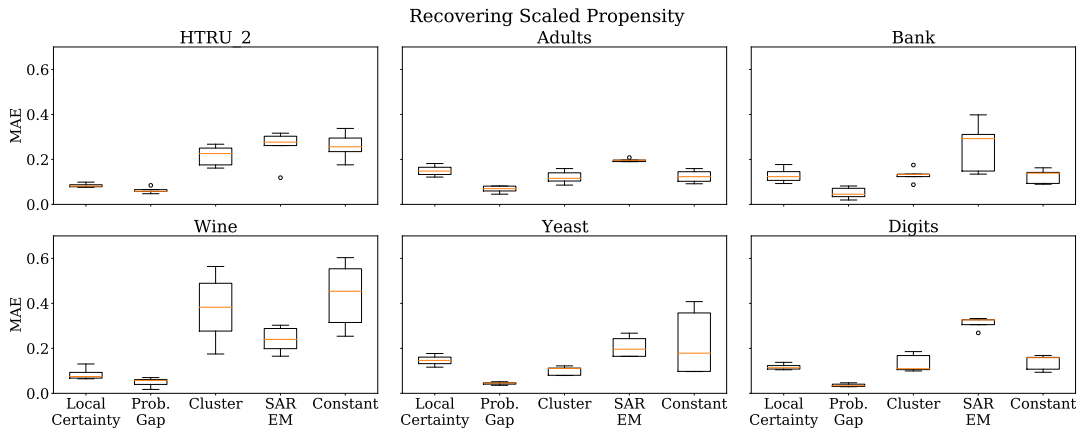 Recovering Scaled Propensity
HTRU_2
Adults
Bank
MAE
0.6
0.4
0.2
0.0
Wine
Yeast
Digits
MAE
0.6
0.4
0.2
0.0
Local Certainty
Prob. Gap
Cluster
SAR EM
Constant
Local Certainty
Prob. Gap
Cluster
SAR EM
Constant
Local Certainty
Prob. Gap
Cluster
SAR EM
Constant